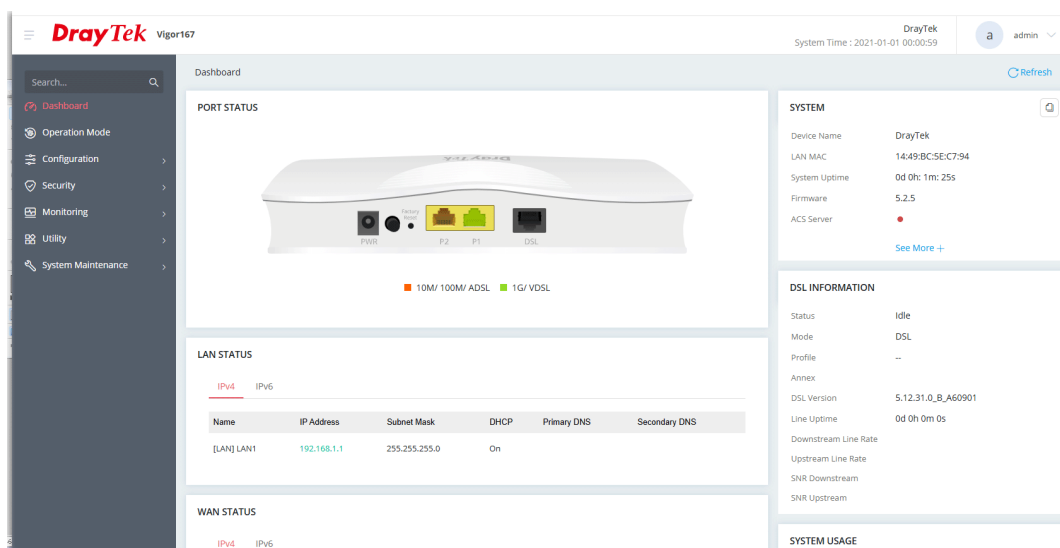 DrayTek Vigor167
DrayTek
System Time : 2021-01-01 00:00:59
a admin
Search...
Dashboard
Operation Mode
Configuration
Security
Monitoring
Utility
System Maintenance
Dashboard
Refresh
PORT STATUS
DrayTek
Factory
Reset
PWR P2 P1 DSL
10M/ 100M/ ADSL 1G/ VDSL
LAN STATUS
IPv4 IPv6
Name IP Address Subnet Mask DHCP Primary DNS Secondary DNS
[LAN] LAN1 192.168.1.1 255.255.255.0 On
WAN STATUS
IPv4 IPv6
SYSTEM
Device Name DrayTek
LAN MAC 14:49:BC:5E:C7:94
System Uptime 0d 0h: 1m: 25s
Firmware 5.2.5
ACS Server
See More +
DSL INFORMATION
Status Idle
Mode DSL
Profile --
Annex
DSL Version 5.12.31.0_B_A60901
Line Uptime 0d 0h 0m 0s
Downstream Line Rate
Upstream Line Rate
SNR Downstream
SNR Upstream
SYSTEM USAGE